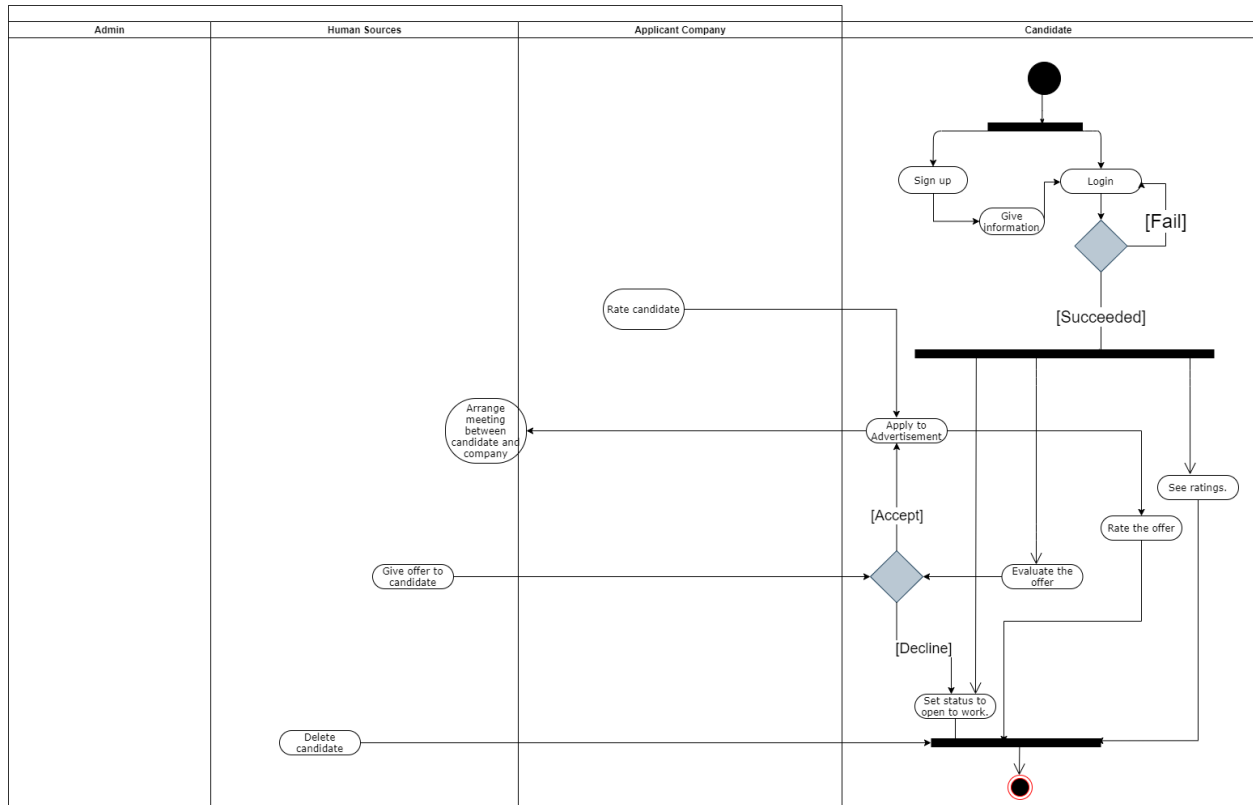 Admin
Human Sources
Applicant Company
Candidate
Sign up
Login
Give
information
[Fail]
Rate candidate
[Succeeded]
Arrange
meeting
between
candidate and
company
Apply to
Advertisement
See ratings.
[Accept]
Rate the offer
Give offer to
candidate
Evaluate the
offer
[Decline]
Set status to
open to work.
Delete
candidate